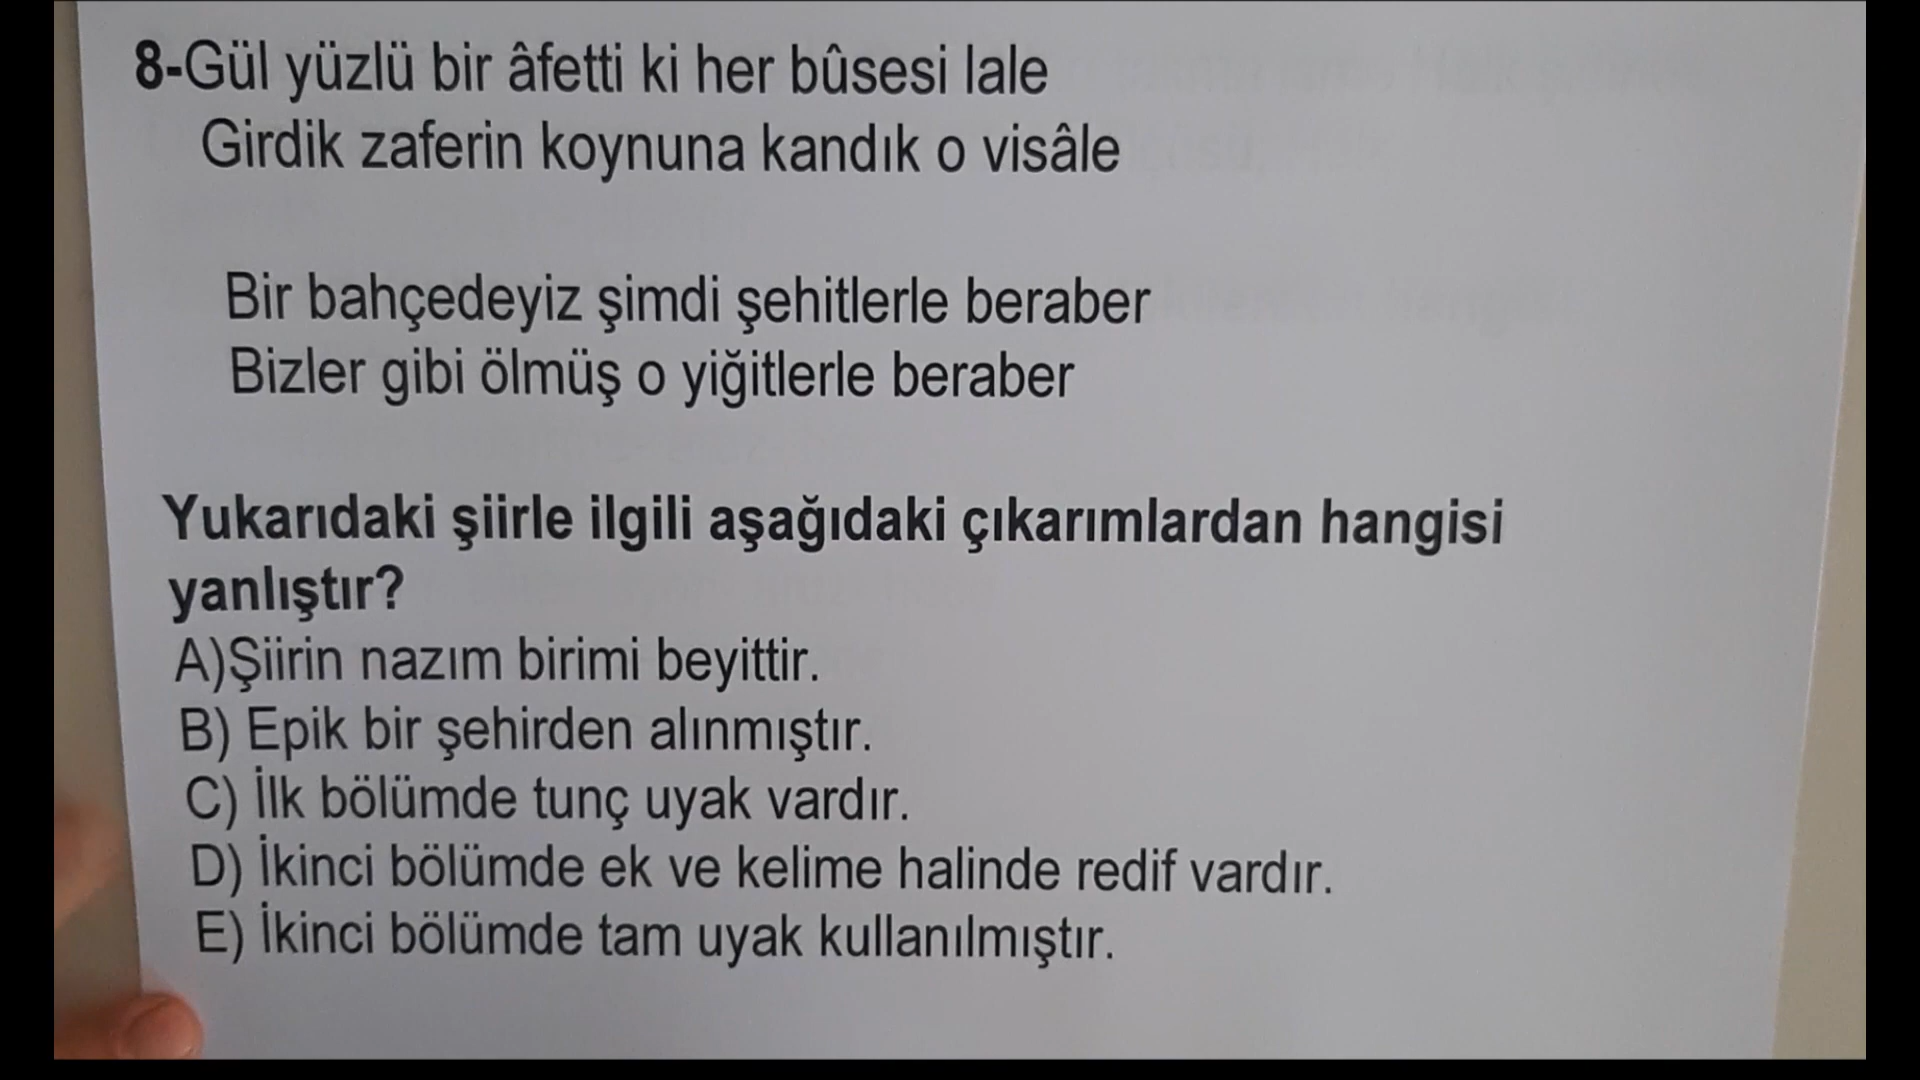 8-Gül yüzlü bir âfetti ki her bûsesi lale
Girdik zaferin koynuna kandık o visâle
Bir bahçedeyiz şimdi şehitlerle beraber
Bizler gibi ölmüş o yiğitlerle beraber
Yukarıdaki şiirle ilgili aşağıdaki çıkarımlardan hangisi
yanlıştır?
A)Şiirin nazım birimi beyittir.
B) Epik bir şehirden alınmıştır.
C) İlk bölümde tunç uyak vardır.
D) İkinci bölümde ek ve kelime halinde redif vardır.
E) İkinci bölümde tam uyak kullanılmıştır.